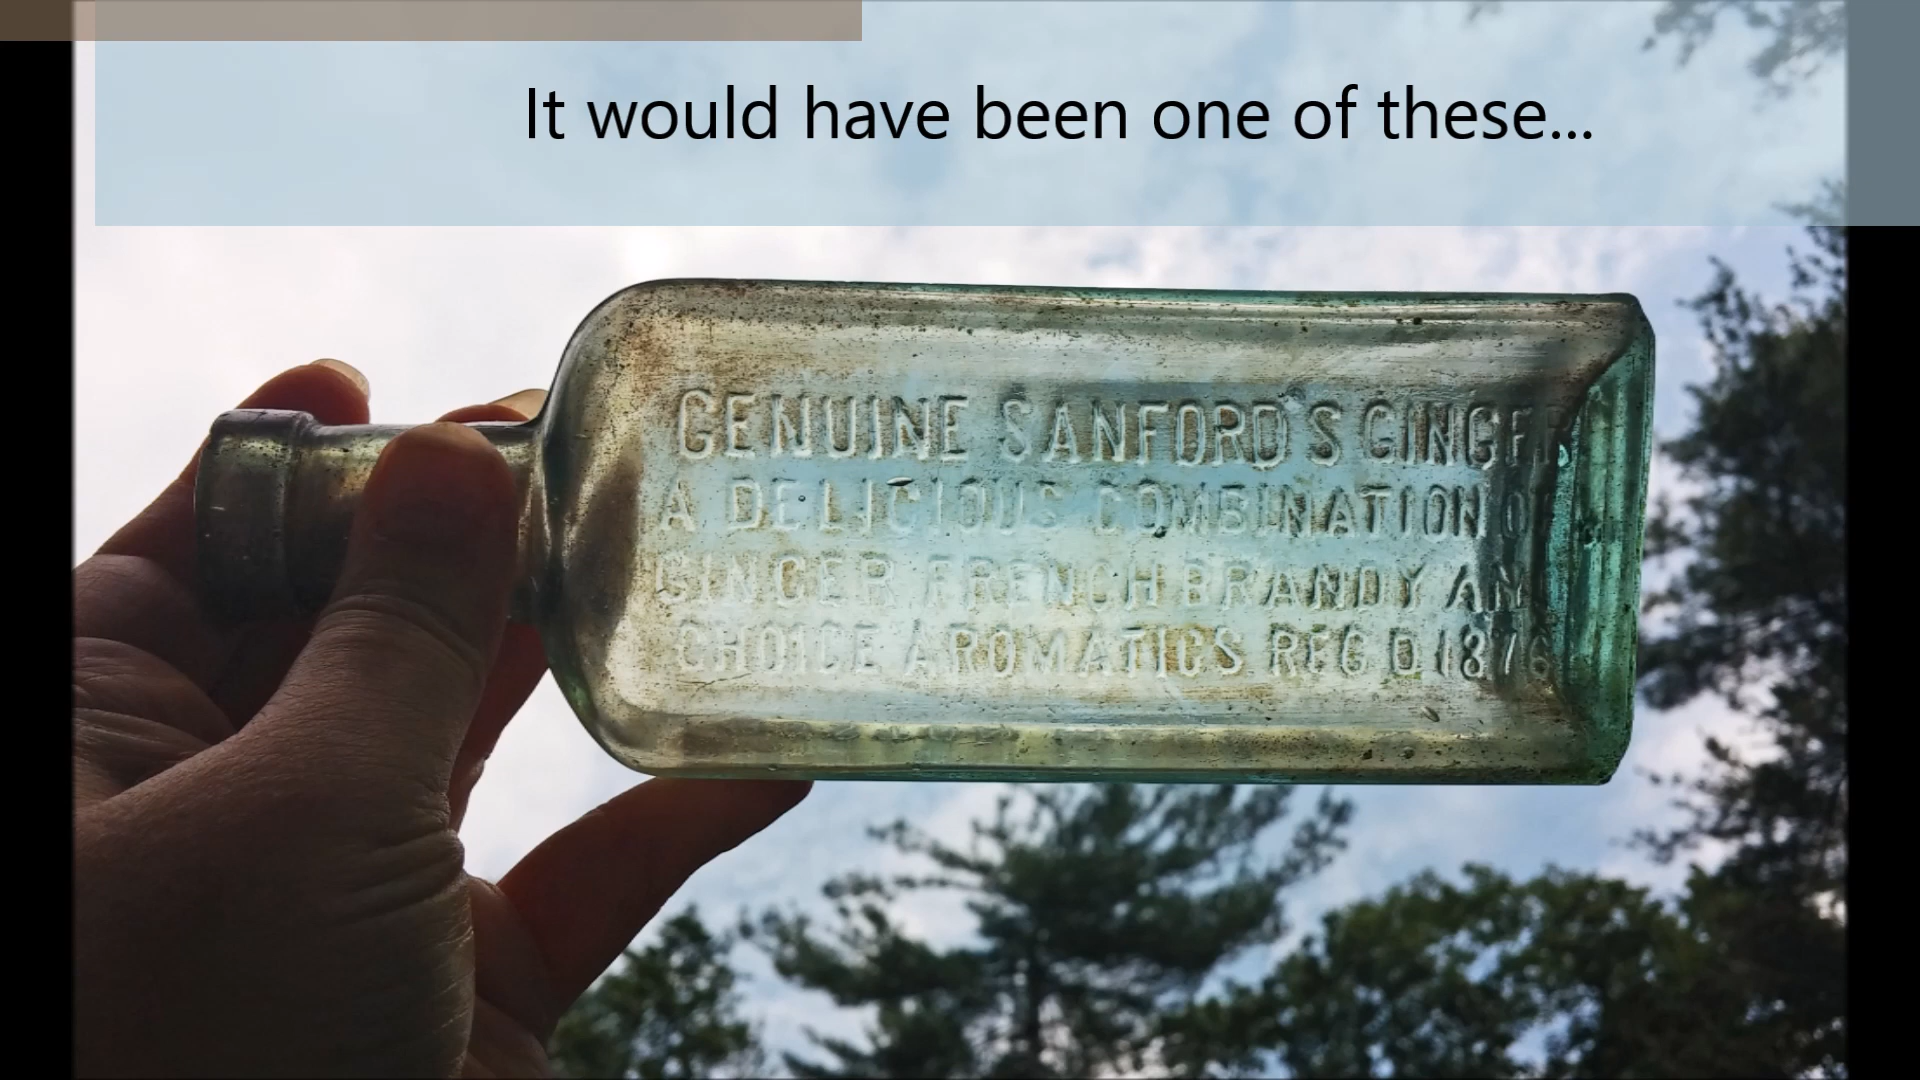 It would have been one of these...
GENUINE SANFORD'S GINGER
A DELICIOUS COMBINATION OF
GINGER FRENCH BRANDY AN
CHOICE AROMATICS REG'D 1876